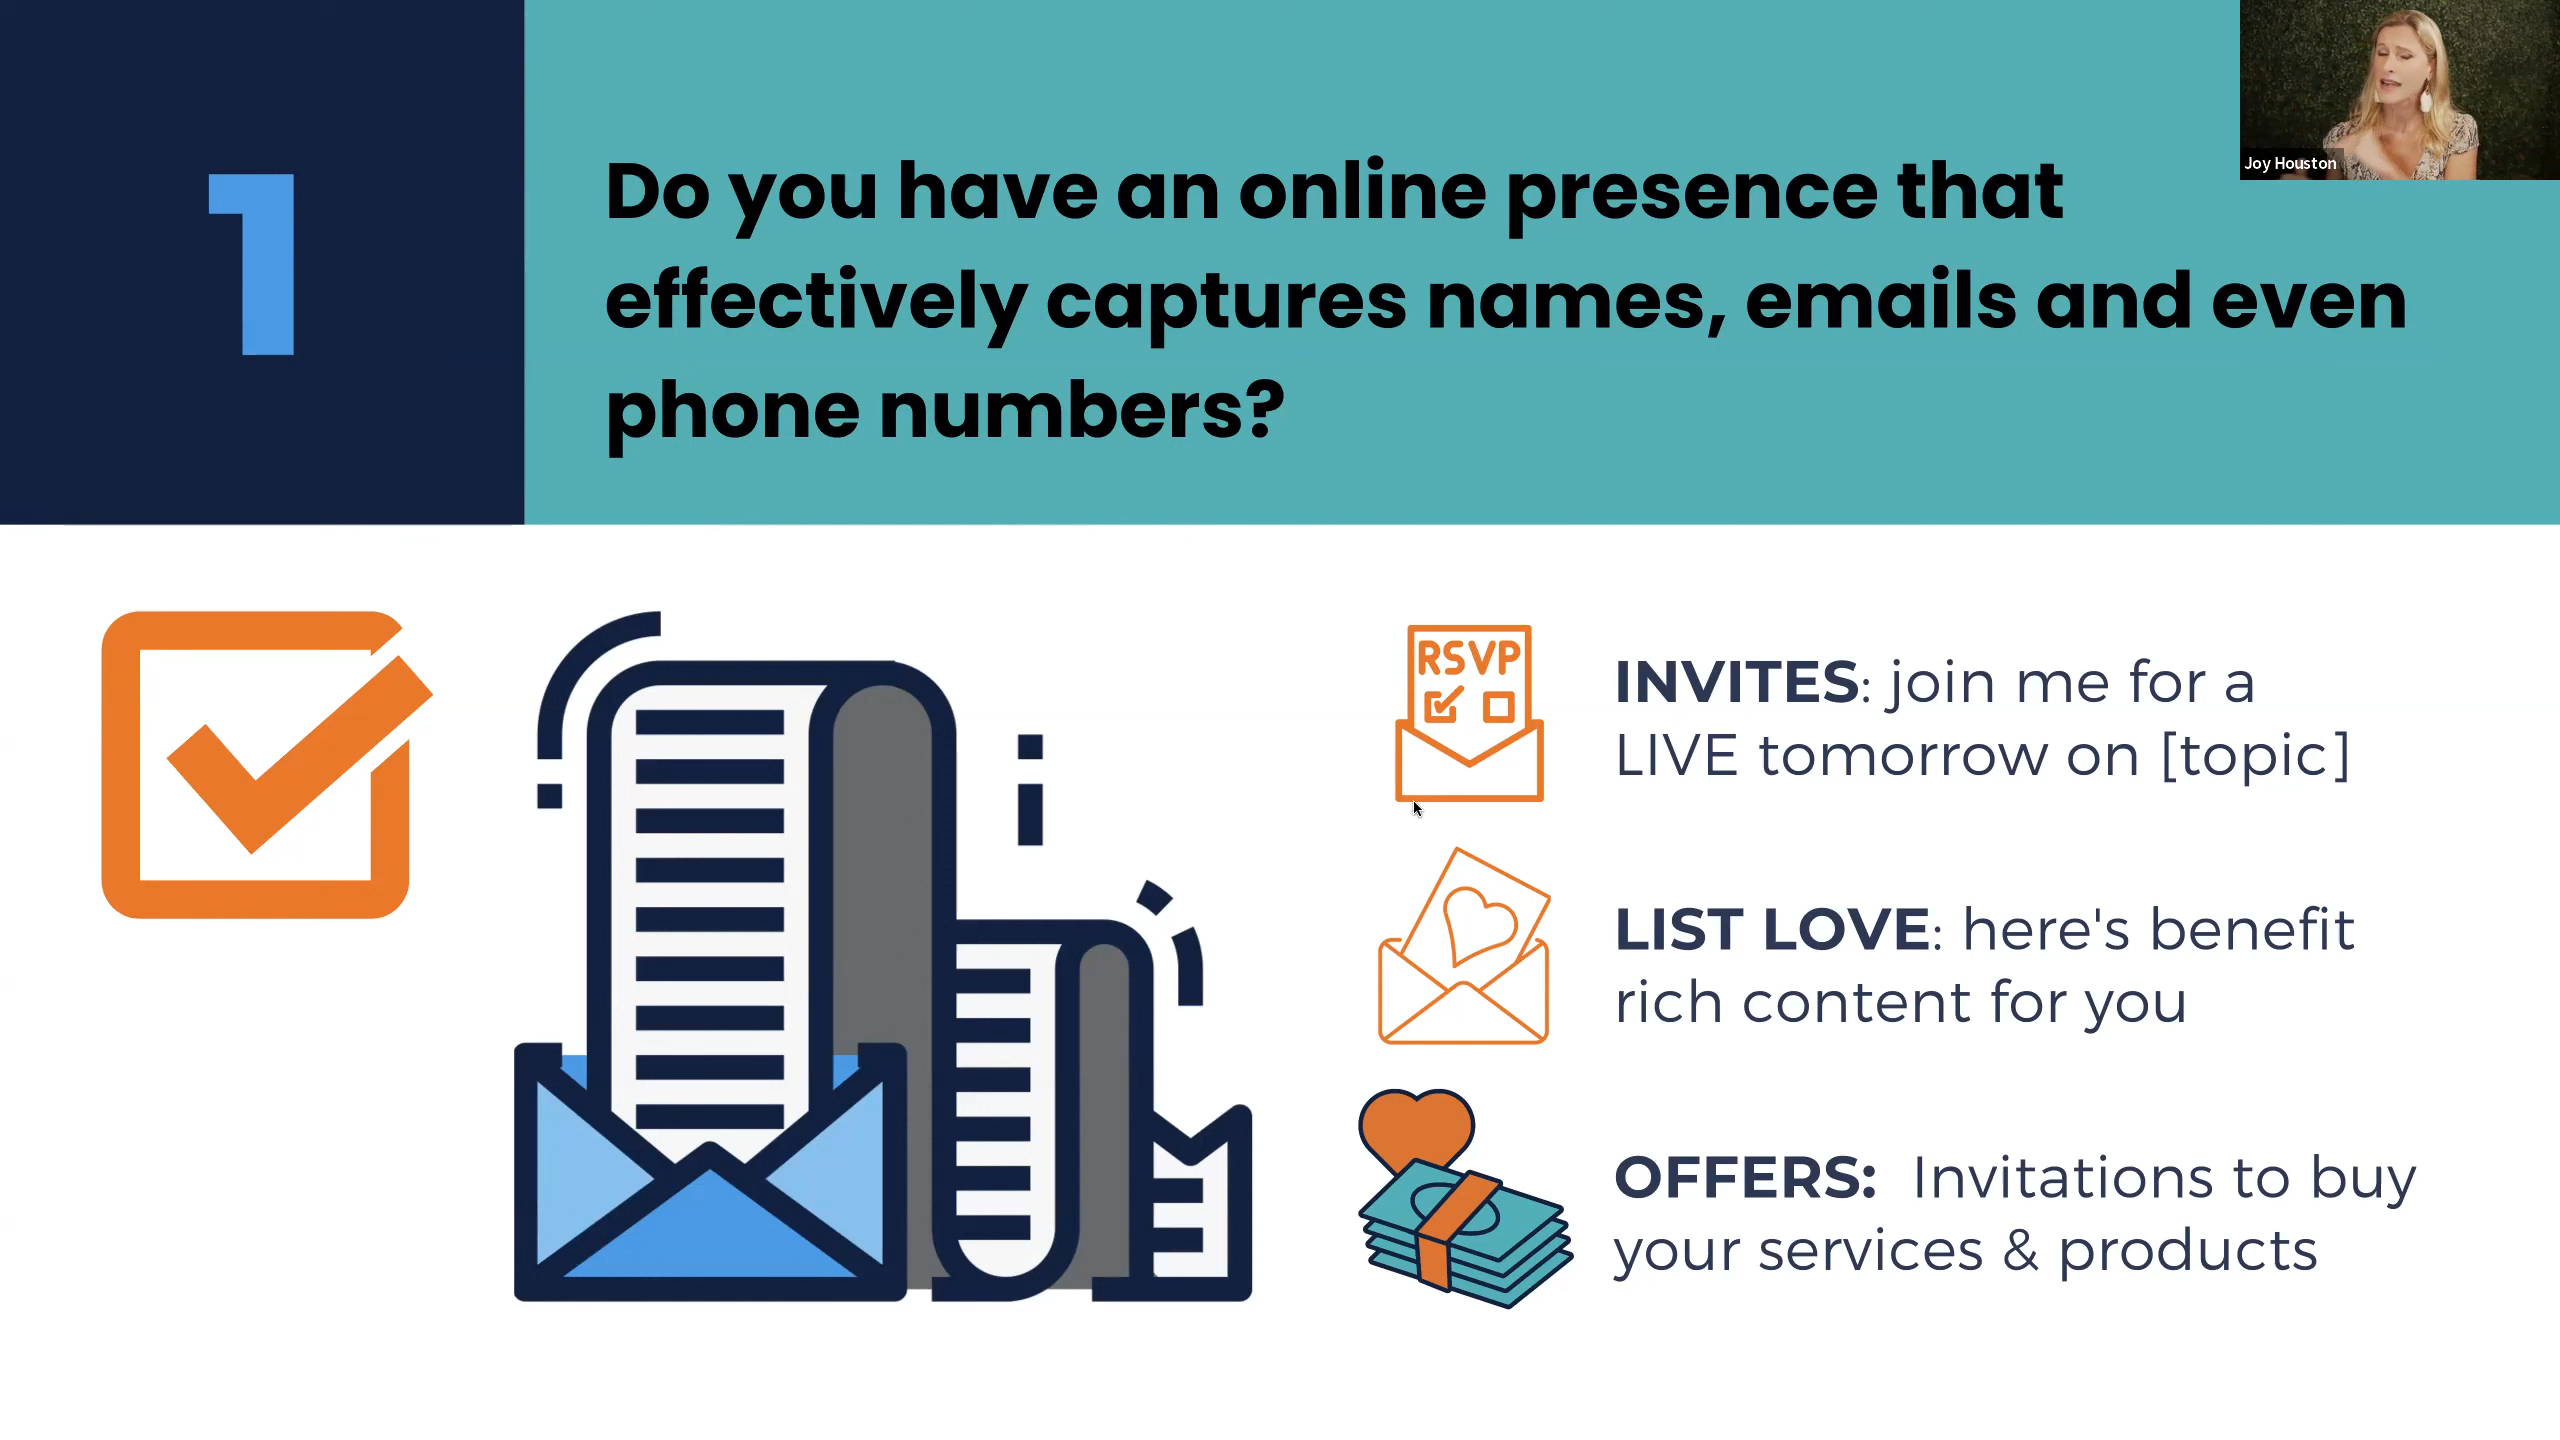 1
Do you have an online presence that
effectively captures names, emails and even
phone numbers?
Joy Houston
RSVP
INVITES: join me for a
LIVE tomorrow on [topic]
LIST LOVE: here's benefit
rich content for you
OFFERS: Invitations to buy
your services & products